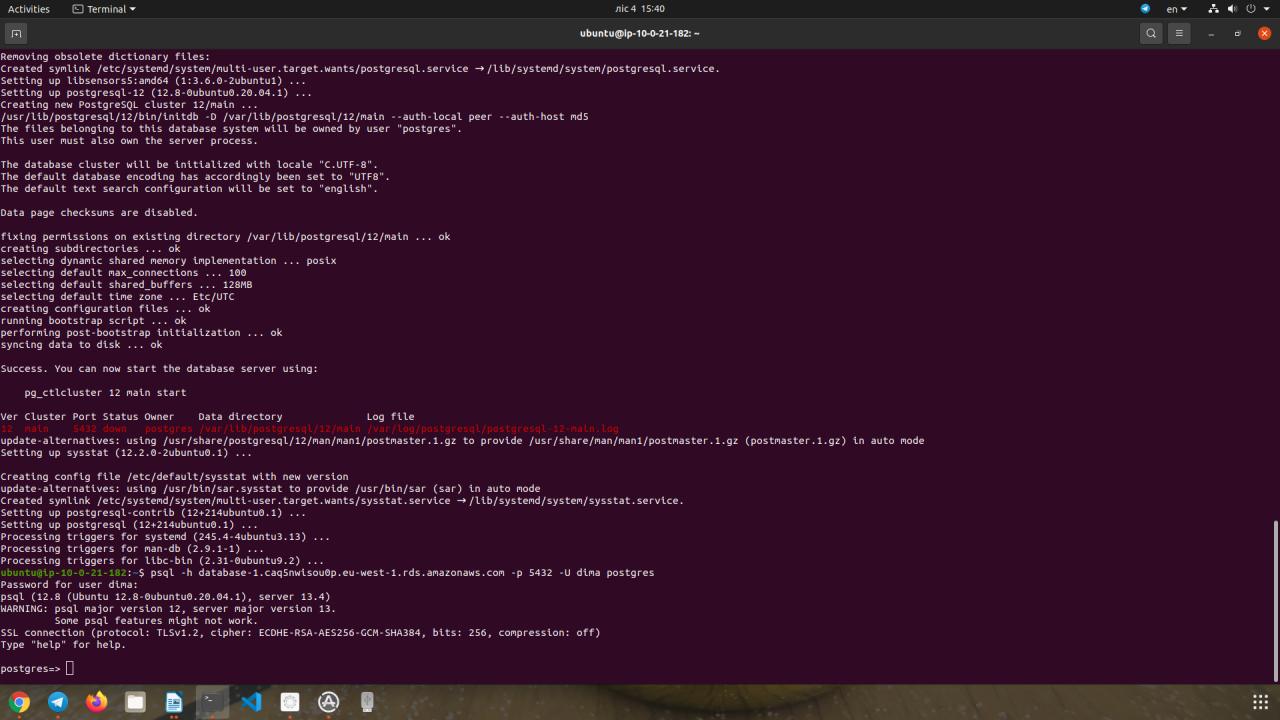 Activities
Terminal
ліс 4 15:40
en
ubuntu@ip-10-0-21-182: ~
Removing obsolete dictionary files:
Created symlink /etc/systemd/system/multi-user.target.wants/postgresql.service → /lib/systemd/system/postgresql.service.
Setting up libsensors5:amd64 (1:3.6.0-2ubuntu1) ...
Setting up postgresql-12 (12.8-0ubuntu0.20.04.1) ...
Creating new PostgreSQL cluster 12/main ...
/usr/lib/postgresql/12/bin/initdb -D /var/lib/postgresql/12/main --auth-local peer --auth-host md5
The files belonging to this database system will be owned by user "postgres".
This user must also own the server process.
The database cluster will be initialized with locale "C.UTF-8".
The default database encoding has accordingly been set to "UTF8".
The default text search configuration will be set to "english".
Data page checksums are disabled.
fixing permissions on existing directory /var/lib/postgresql/12/main ... ok
creating subdirectories ... ok
selecting dynamic shared memory implementation ... posix
selecting default max_connections ... 100
selecting default shared_buffers ... 128MB
selecting default time zone ... Etc/UTC
creating configuration files ... ok
running bootstrap script ... ok
performing post-bootstrap initialization ... ok
syncing data to disk ... ok
Success. You can now start the database server using:
pg_ctlcluster 12 main start
Ver Cluster Port Status Owner    Data directory              Log file
12  main    5432 down   postgres /var/lib/postgresql/12/main /var/log/postgresql/postgresql-12-main.log
update-alternatives: using /usr/share/postgresql/12/man/man1/postmaster.1.gz to provide /usr/share/man/man1/postmaster.1.gz (postmaster.1.gz) in auto mode
Setting up sysstat (12.2.0-2ubuntu0.1) ...
Creating config file /etc/default/sysstat with new version
update-alternatives: using /usr/bin/sar.sysstat to provide /usr/bin/sar (sar) in auto mode
Created symlink /etc/systemd/system/multi-user.target.wants/sysstat.service → /lib/systemd/system/sysstat.service.
Setting up postgresql-contrib (12+214ubuntu0.1) ...
Setting up postgresql (12+214ubuntu0.1) ...
Processing triggers for systemd (245.4-4ubuntu3.13) ...
Processing triggers for man-db (2.9.1-1) ...
Processing triggers for libc-bin (2.31-0ubuntu9.2) ...
ubuntu@ip-10-0-21-182:~$ psql -h database-1.caq5nwisou0p.eu-west-1.rds.amazonaws.com -p 5432 -U dima postgres
Password for user dima:
psql (12.8 (Ubuntu 12.8-0ubuntu0.20.04.1), server 13.4)
WARNING: psql major version 12, server major version 13.
Some psql features might not work.
SSL connection (protocol: TLSv1.2, cipher: ECDHE-RSA-AES256-GCM-SHA384, bits: 256, compression: off)
Type "help" for help.
postgres=>